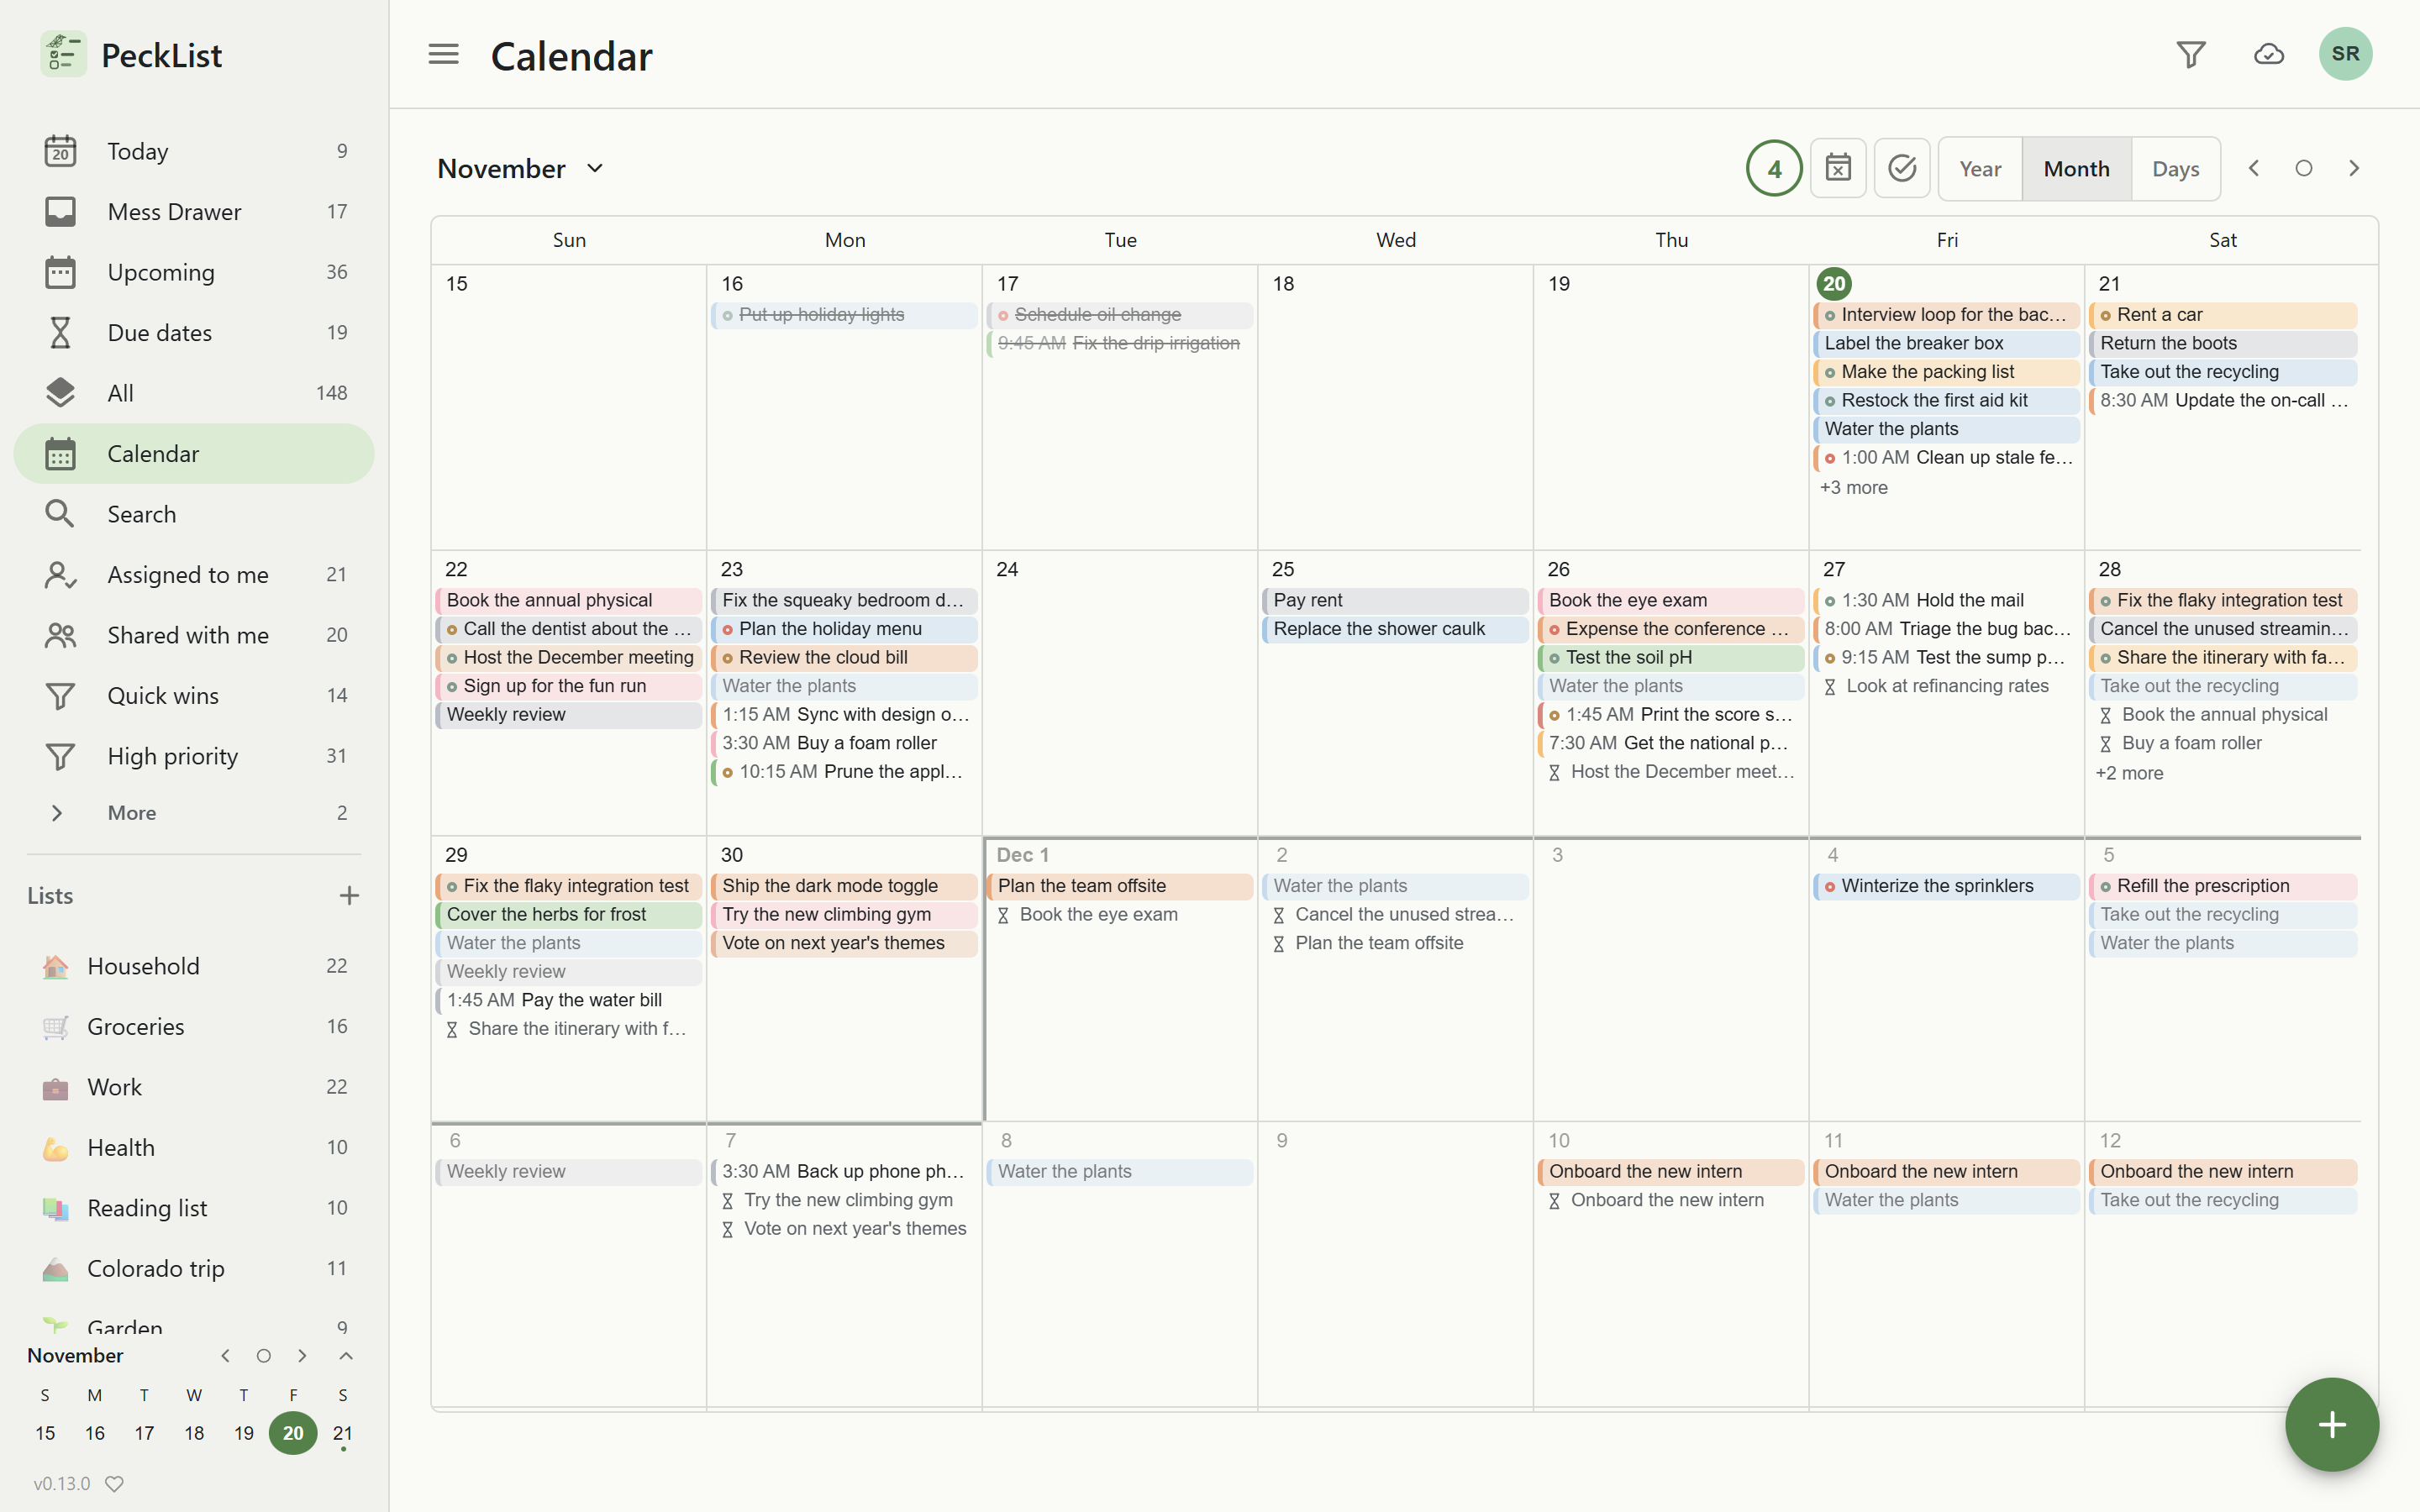 PeckList
20 Today 9
Mess Drawer 17
Upcoming 36
Due dates 19
All 148
Calendar
Search
Assigned to me 21
Shared with me 20
Quick wins 14
High priority 31
More 2
Lists
Household 22
Groceries 16
Work 22
Health 10
Reading list 10
Colorado trip 11
Garden 9
November
S M T W T F S
15 16 17 18 19 20 21
v0.13.0
Calendar
SR
November
4
Year Month Days
Sun Mon Tue Wed Thu Fri Sat
15
16
Put up holiday lights
17
Schedule oil change
9:45 AM Fix the drip irrigation
18
19
20
Interview loop for the bac…
Label the breaker box
Make the packing list
Restock the first aid kit
Water the plants
1:00 AM Clean up stale fe…
+3 more
21
Rent a car
Return the boots
Take out the recycling
8:30 AM Update the on-call …
22
Book the annual physical
Call the dentist about the …
Host the December meeting
Sign up for the fun run
Weekly review
23
Fix the squeaky bedroom d…
Plan the holiday menu
Review the cloud bill
Water the plants
1:15 AM Sync with design o…
3:30 AM Buy a foam roller
10:15 AM Prune the appl…
24
25
Pay rent
Replace the shower caulk
26
Book the eye exam
Expense the conference …
Test the soil pH
Water the plants
1:45 AM Print the score s…
7:30 AM Get the national p…
Host the December meet…
27
1:30 AM Hold the mail
8:00 AM Triage the bug bac…
9:15 AM Test the sump p…
Look at refinancing rates
28
Fix the flaky integration test
Cancel the unused streamin…
Share the itinerary with fa…
Take out the recycling
Book the annual physical
Buy a foam roller
+2 more
29
Fix the flaky integration test
Cover the herbs for frost
Water the plants
Weekly review
1:45 AM Pay the water bill
Share the itinerary with f…
30
Ship the dark mode toggle
Try the new climbing gym
Vote on next year's themes
Dec 1
Plan the team offsite
Book the eye exam
2
Water the plants
Cancel the unused strea…
Plan the team offsite
3
4
Winterize the sprinklers
5
Refill the prescription
Take out the recycling
Water the plants
6
Weekly review
7
3:30 AM Back up phone ph…
Try the new climbing gym
Vote on next year's themes
8
Water the plants
9
10
Onboard the new intern
Onboard the new intern
11
Onboard the new intern
Water the plants
12
Onboard the new intern
Take out the recycling